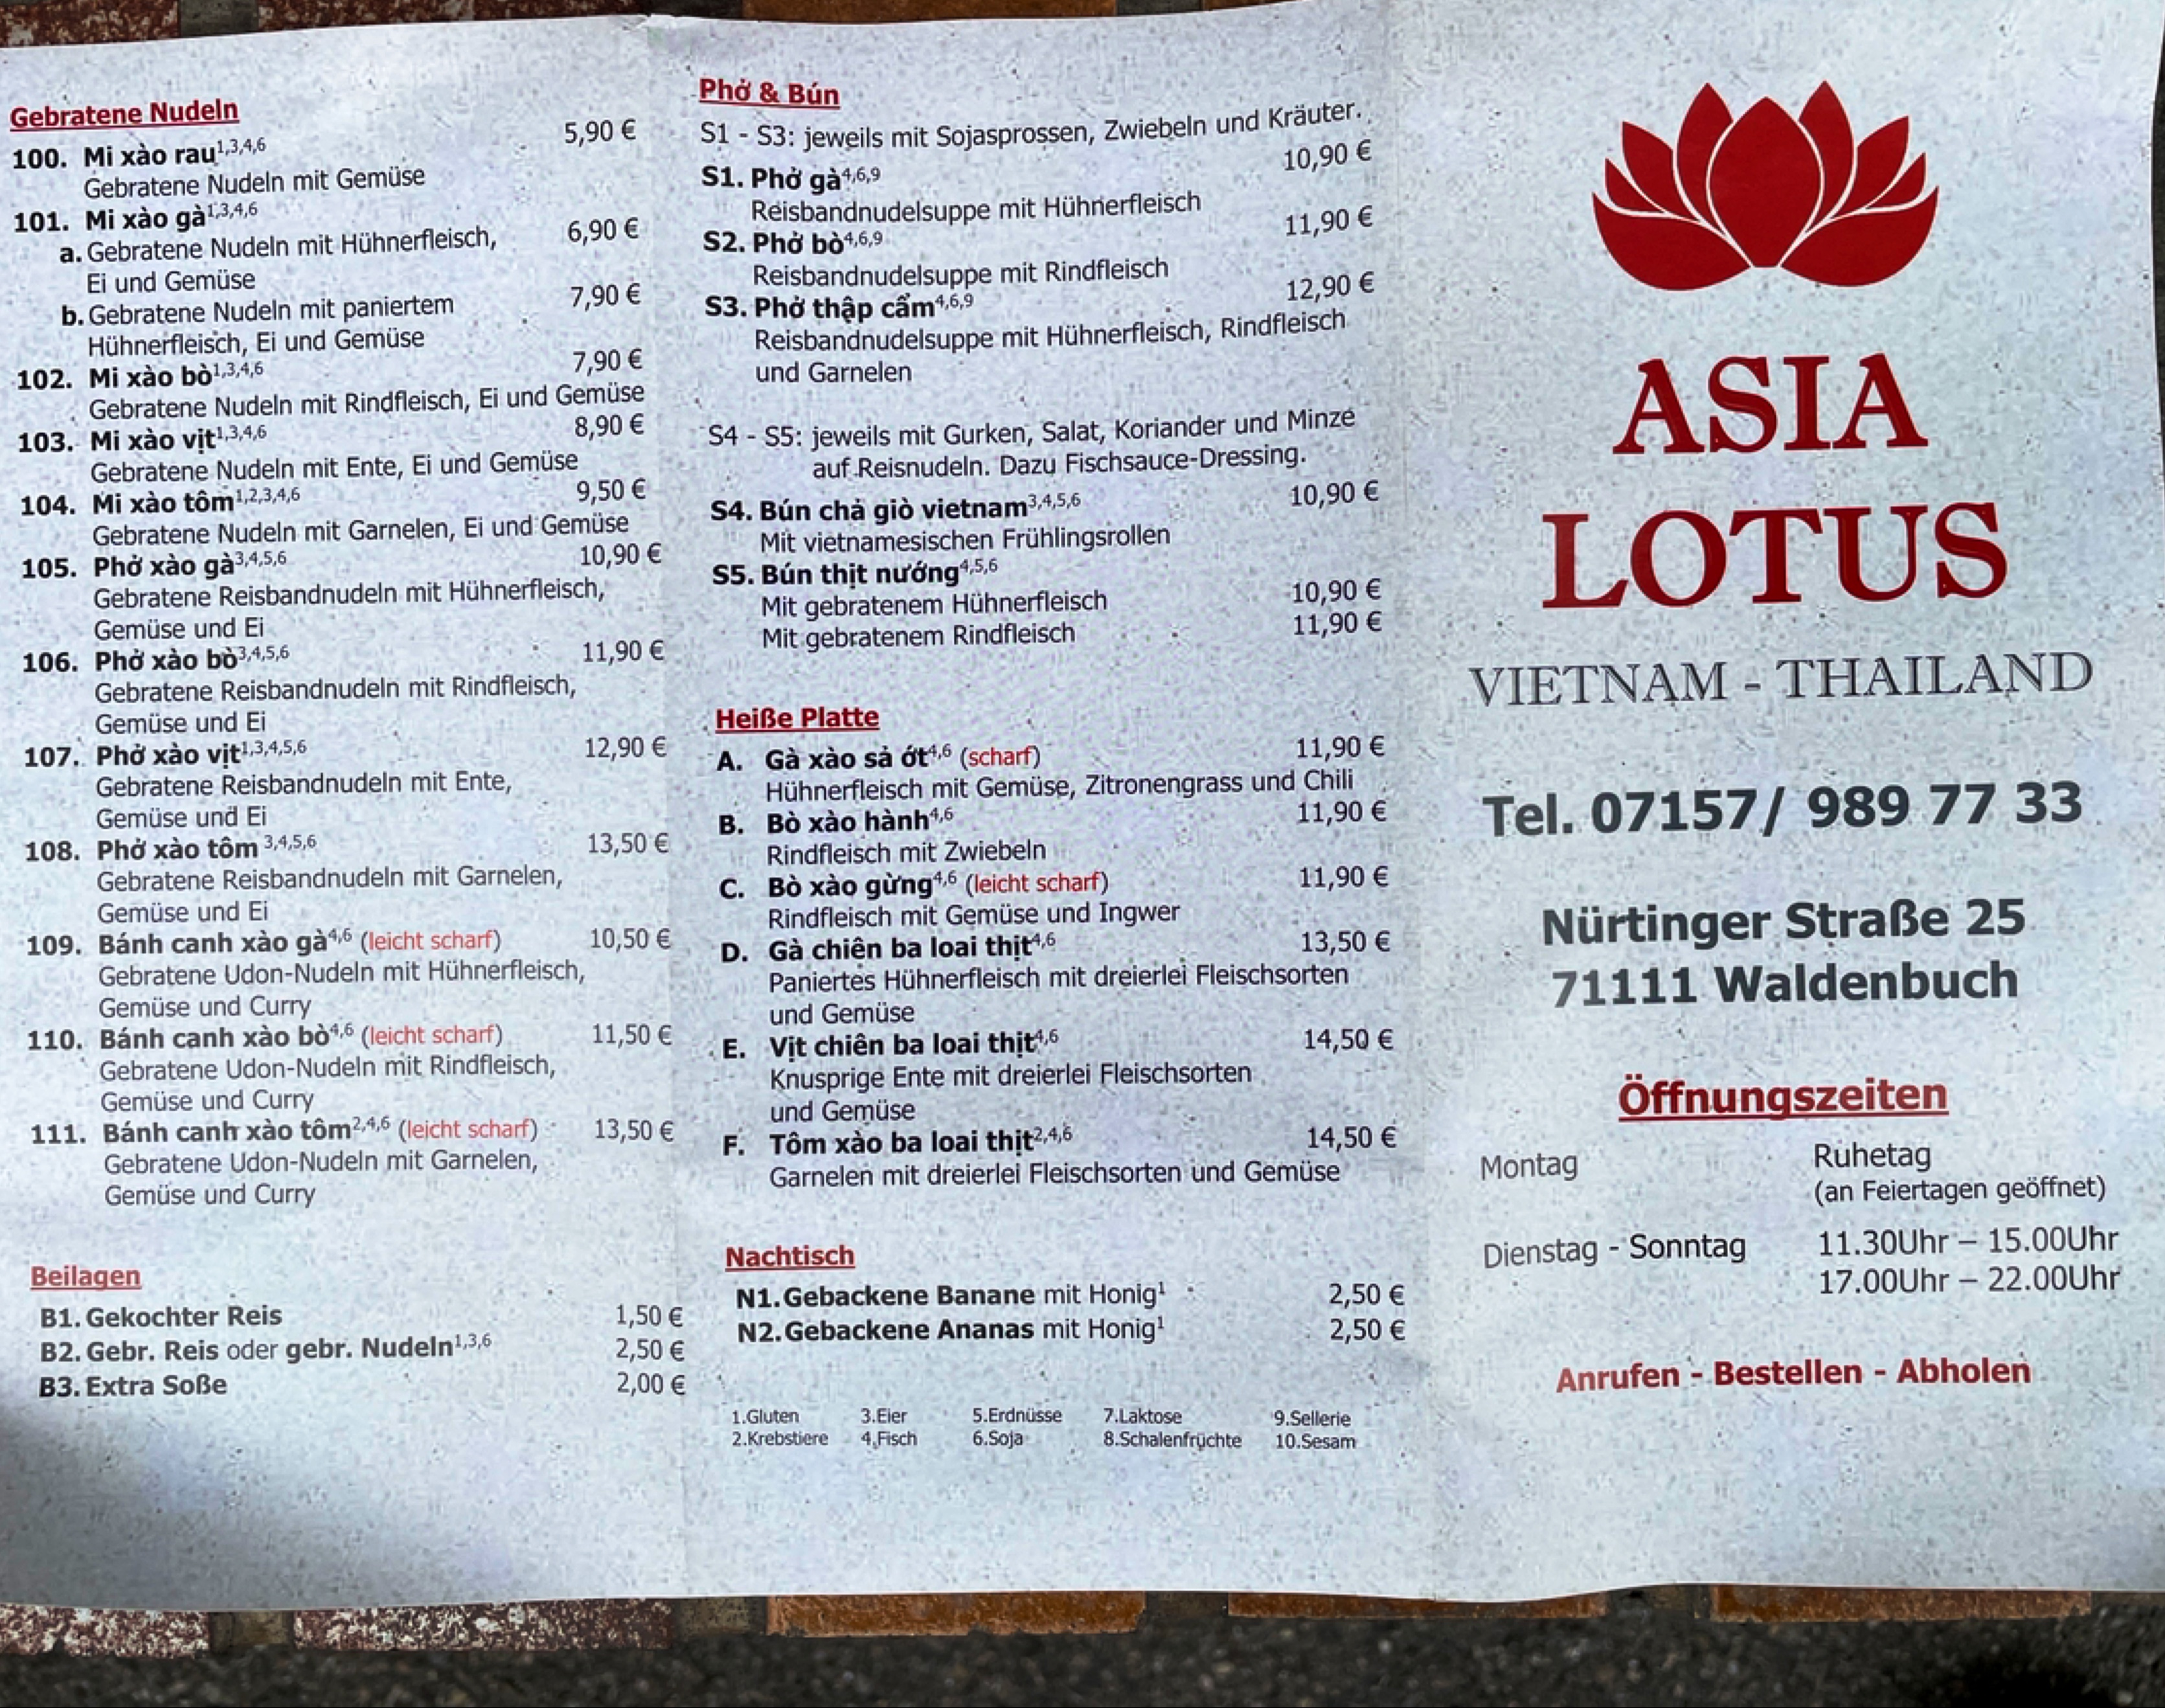 Gebratene Nudeln
100. Mi xào rau1,3,4,6 5,90 €
Gebratene Nudeln mit Gemüse
101. Mi xào gà1,3,4,6
a. Gebratene Nudeln mit Hühnerfleisch, 6,90 €
Ei und Gemüse
b. Gebratene Nudeln mit paniertem 7,90 €
Hühnerfleisch, Ei und Gemüse
102. Mi xào bò1,3,4,6 7,90 €
Gebratene Nudeln mit Rindfleisch, Ei und Gemüse
103. Mi xào vịt1,3,4,6 8,90 €
Gebratene Nudeln mit Ente, Ei und Gemüse
104. Mi xào tôm1,2,3,4,6 9,50 €
Gebratene Nudeln mit Garnelen, Ei und Gemüse
105. Phở xào gà3,4,5,6 10,90 €
Gebratene Reisbandnudeln mit Hühnerfleisch,
Gemüse und Ei
106. Phở xào bò3,4,5,6 11,90 €
Gebratene Reisbandnudeln mit Rindfleisch,
Gemüse und Ei
107. Phở xào vịt1,3,4,5,6 12,90 €
Gebratene Reisbandnudeln mit Ente,
Gemüse und Ei
108. Phở xào tôm 3,4,5,6 13,50 €
Gebratene Reisbandnudeln mit Garnelen,
Gemüse und Ei
109. Bánh canh xào gà4,6 (leicht scharf) 10,50 €
Gebratene Udon-Nudeln mit Hühnerfleisch,
Gemüse und Curry
110. Bánh canh xào bò4,6 (leicht scharf) 11,50 €
Gebratene Udon-Nudeln mit Rindfleisch,
Gemüse und Curry
111. Bánh canh xào tôm2,4,6 (leicht scharf) 13,50 €
Gebratene Udon-Nudeln mit Garnelen,
Gemüse und Curry
Beilagen
B1. Gekochter Reis 1,50 €
B2. Gebr. Reis oder gebr. Nudeln1,3,6 2,50 €
B3. Extra Soße 2,00 €
Phở & Bún
S1 - S3: jeweils mit Sojasprossen, Zwiebeln und Kräuter.
S1. Phở gà4,6,9 10,90 €
Reisbandnudelsuppe mit Hühnerfleisch
S2. Phở bò4,6,9 11,90 €
Reisbandnudelsuppe mit Rindfleisch
S3. Phở thập cẩm4,6,9 12,90 €
Reisbandnudelsuppe mit Hühnerfleisch, Rindfleisch
und Garnelen
S4 - S5: jeweils mit Gurken, Salat, Koriander und Minze
auf Reisnudeln. Dazu Fischsauce-Dressing.
S4. Bún chả giò vietnam3,4,5,6 10,90 €
Mit vietnamesischen Frühlingsrollen
S5. Bún thịt nướng4,5,6
Mit gebratenem Hühnerfleisch 10,90 €
Mit gebratenem Rindfleisch 11,90 €
Heiße Platte
A. Gà xào sả ớt4,6 (scharf) 11,90 €
Hühnerfleisch mit Gemüse, Zitronengrass und Chili
B. Bò xào hành4,6 11,90 €
Rindfleisch mit Zwiebeln
C. Bò xào gừng4,6 (leicht scharf) 11,90 €
Rindfleisch mit Gemüse und Ingwer
D. Gà chiên ba loai thịt4,6 13,50 €
Paniertes Hühnerfleisch mit dreierlei Fleischsorten
und Gemüse
E. Vịt chiên ba loai thịt4,6 14,50 €
Knusprige Ente mit dreierlei Fleischsorten
und Gemüse
F. Tôm xào ba loai thịt2,4,6 14,50 €
Garnelen mit dreierlei Fleischsorten und Gemüse
Nachtisch
N1.Gebackene Banane mit Honig1 2,50 €
N2.Gebackene Ananas mit Honig1 2,50 €
1.Gluten 3.Eier 5.Erdnüsse 7.Laktose 9.Sellerie
2.Krebstiere 4.Fisch 6.Soja 8.Schalenfrüchte 10.Sesam
ASIA
LOTUS
VIETNAM - THAILAND
Tel. 07157/ 989 77 33
Nürtinger Straße 25
71111 Waldenbuch
Öffnungszeiten
Montag Ruhetag
(an Feiertagen geöffnet)
Dienstag - Sonntag 11.30Uhr – 15.00Uhr
17.00Uhr – 22.00Uhr
Anrufen - Bestellen - Abholen